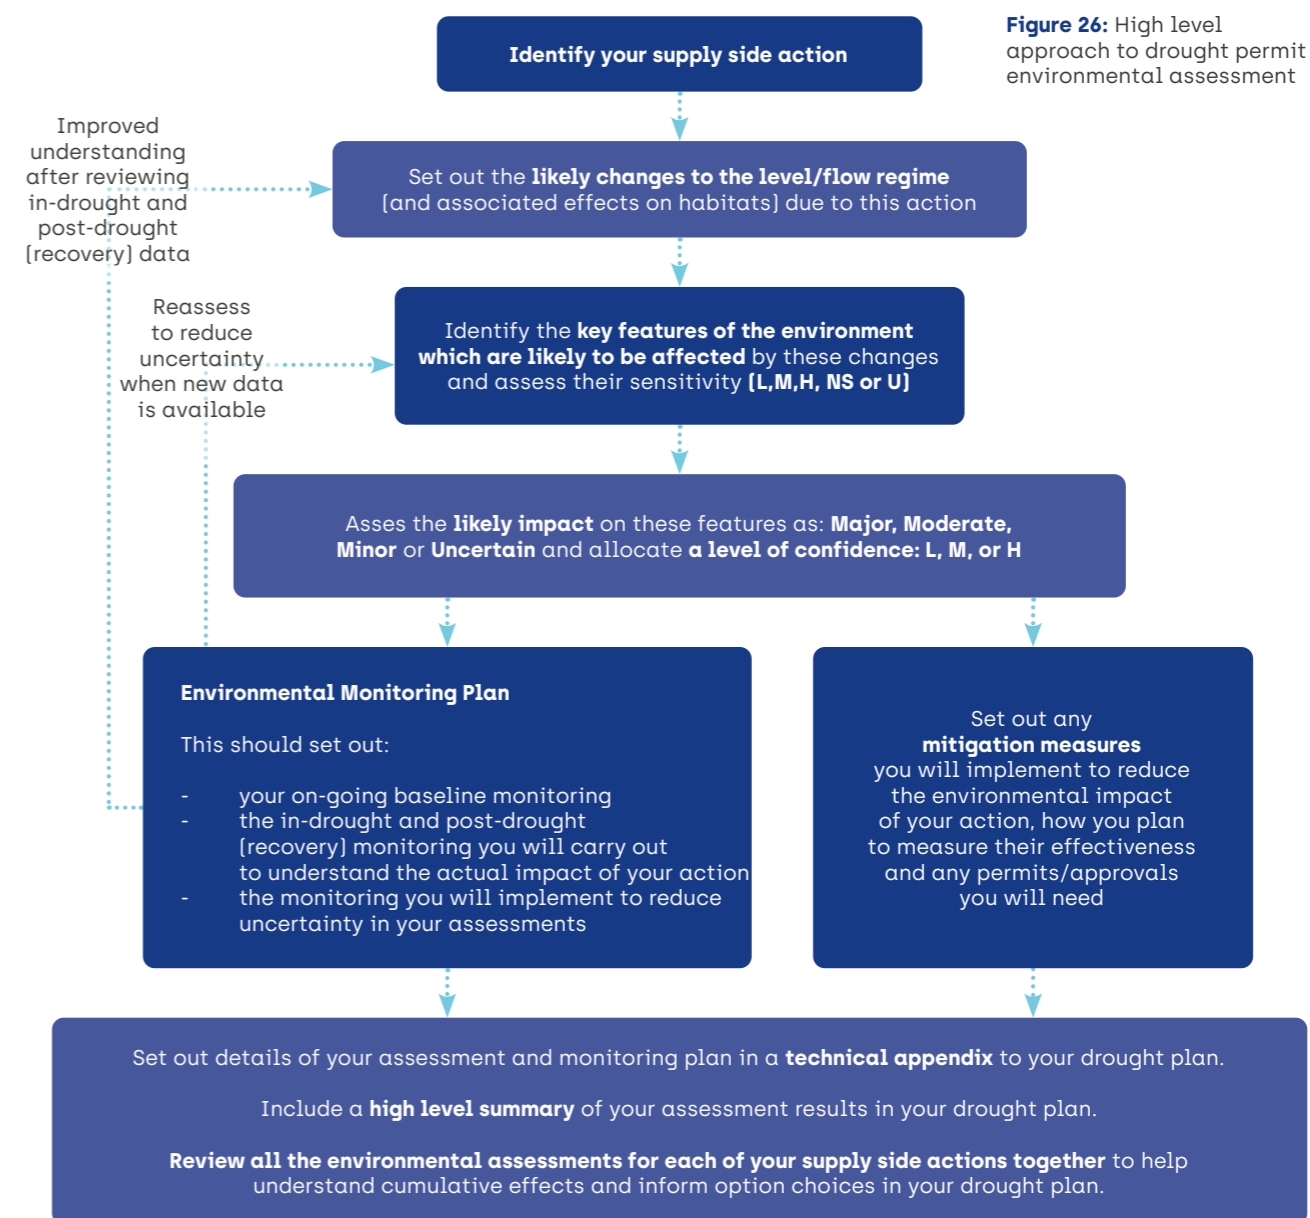 Figure 26: High level
approach to drought permit
environmental assessment
Identify your supply side action
Improved
understanding
after reviewing
in-drought and
post-drought
(recovery) data
Set out the likely changes to the level/flow regime
(and associated effects on habitats) due to this action
Reassess
to reduce
uncertainty
when new data
is available
Identify the key features of the environment
which are likely to be affected by these changes
and assess their sensitivity (L,M,H, NS or U)
Asses the likely impact on these features as: Major, Moderate,
Minor or Uncertain and allocate a level of confidence: L, M, or H
Environmental Monitoring Plan
This should set out:
- your on-going baseline monitoring
- the in-drought and post-drought
(recovery) monitoring you will carry out
to understand the actual impact of your action
- the monitoring you will implement to reduce
uncertainty in your assessments
Set out any
mitigation measures
you will implement to reduce
the environmental impact
of your action, how you plan
to measure their effectiveness
and any permits/approvals
you will need
Set out details of your assessment and monitoring plan in a technical appendix to your drought plan.
Include a high level summary of your assessment results in your drought plan.
Review all the environmental assessments for each of your supply side actions together to help
understand cumulative effects and inform option choices in your drought plan.